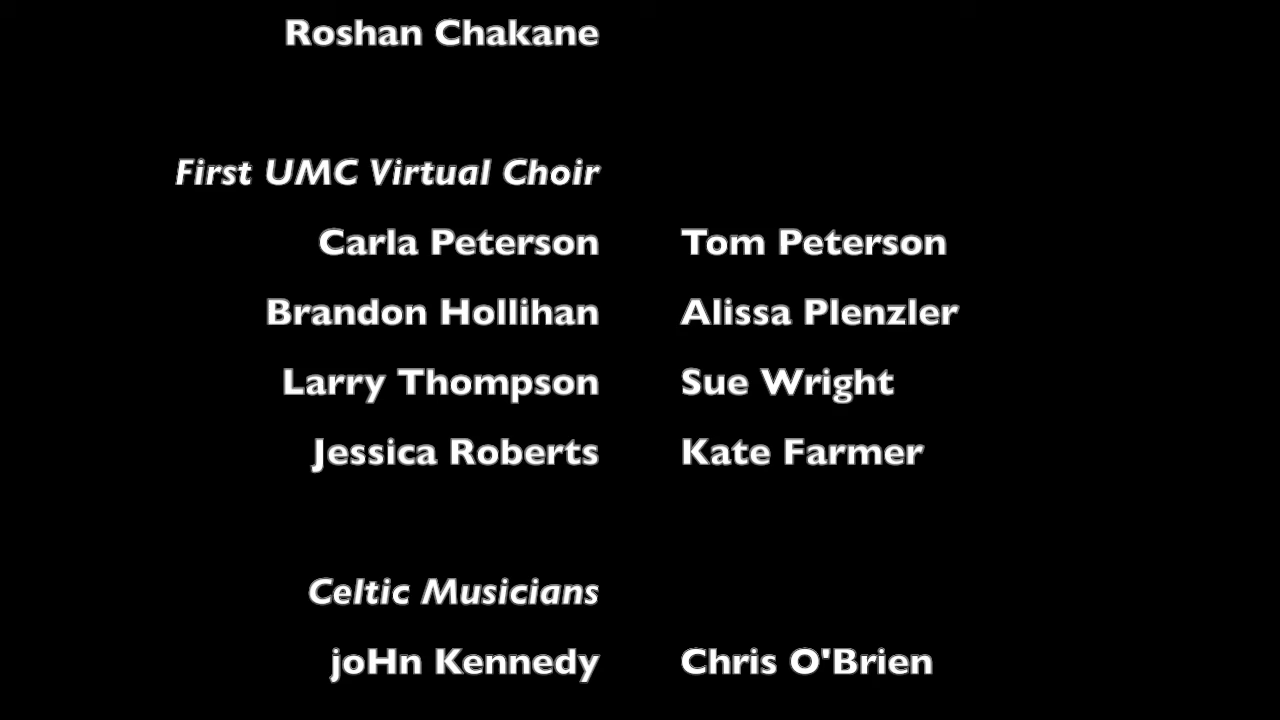 Roshan Chakane
First UMC Virtual Choir
Carla Peterson Tom Peterson
Brandon Hollihan Alissa Plenzler
Larry Thompson Sue Wright
Jessica Roberts Kate Farmer
Celtic Musicians
joHn Kennedy Chris O'Brien